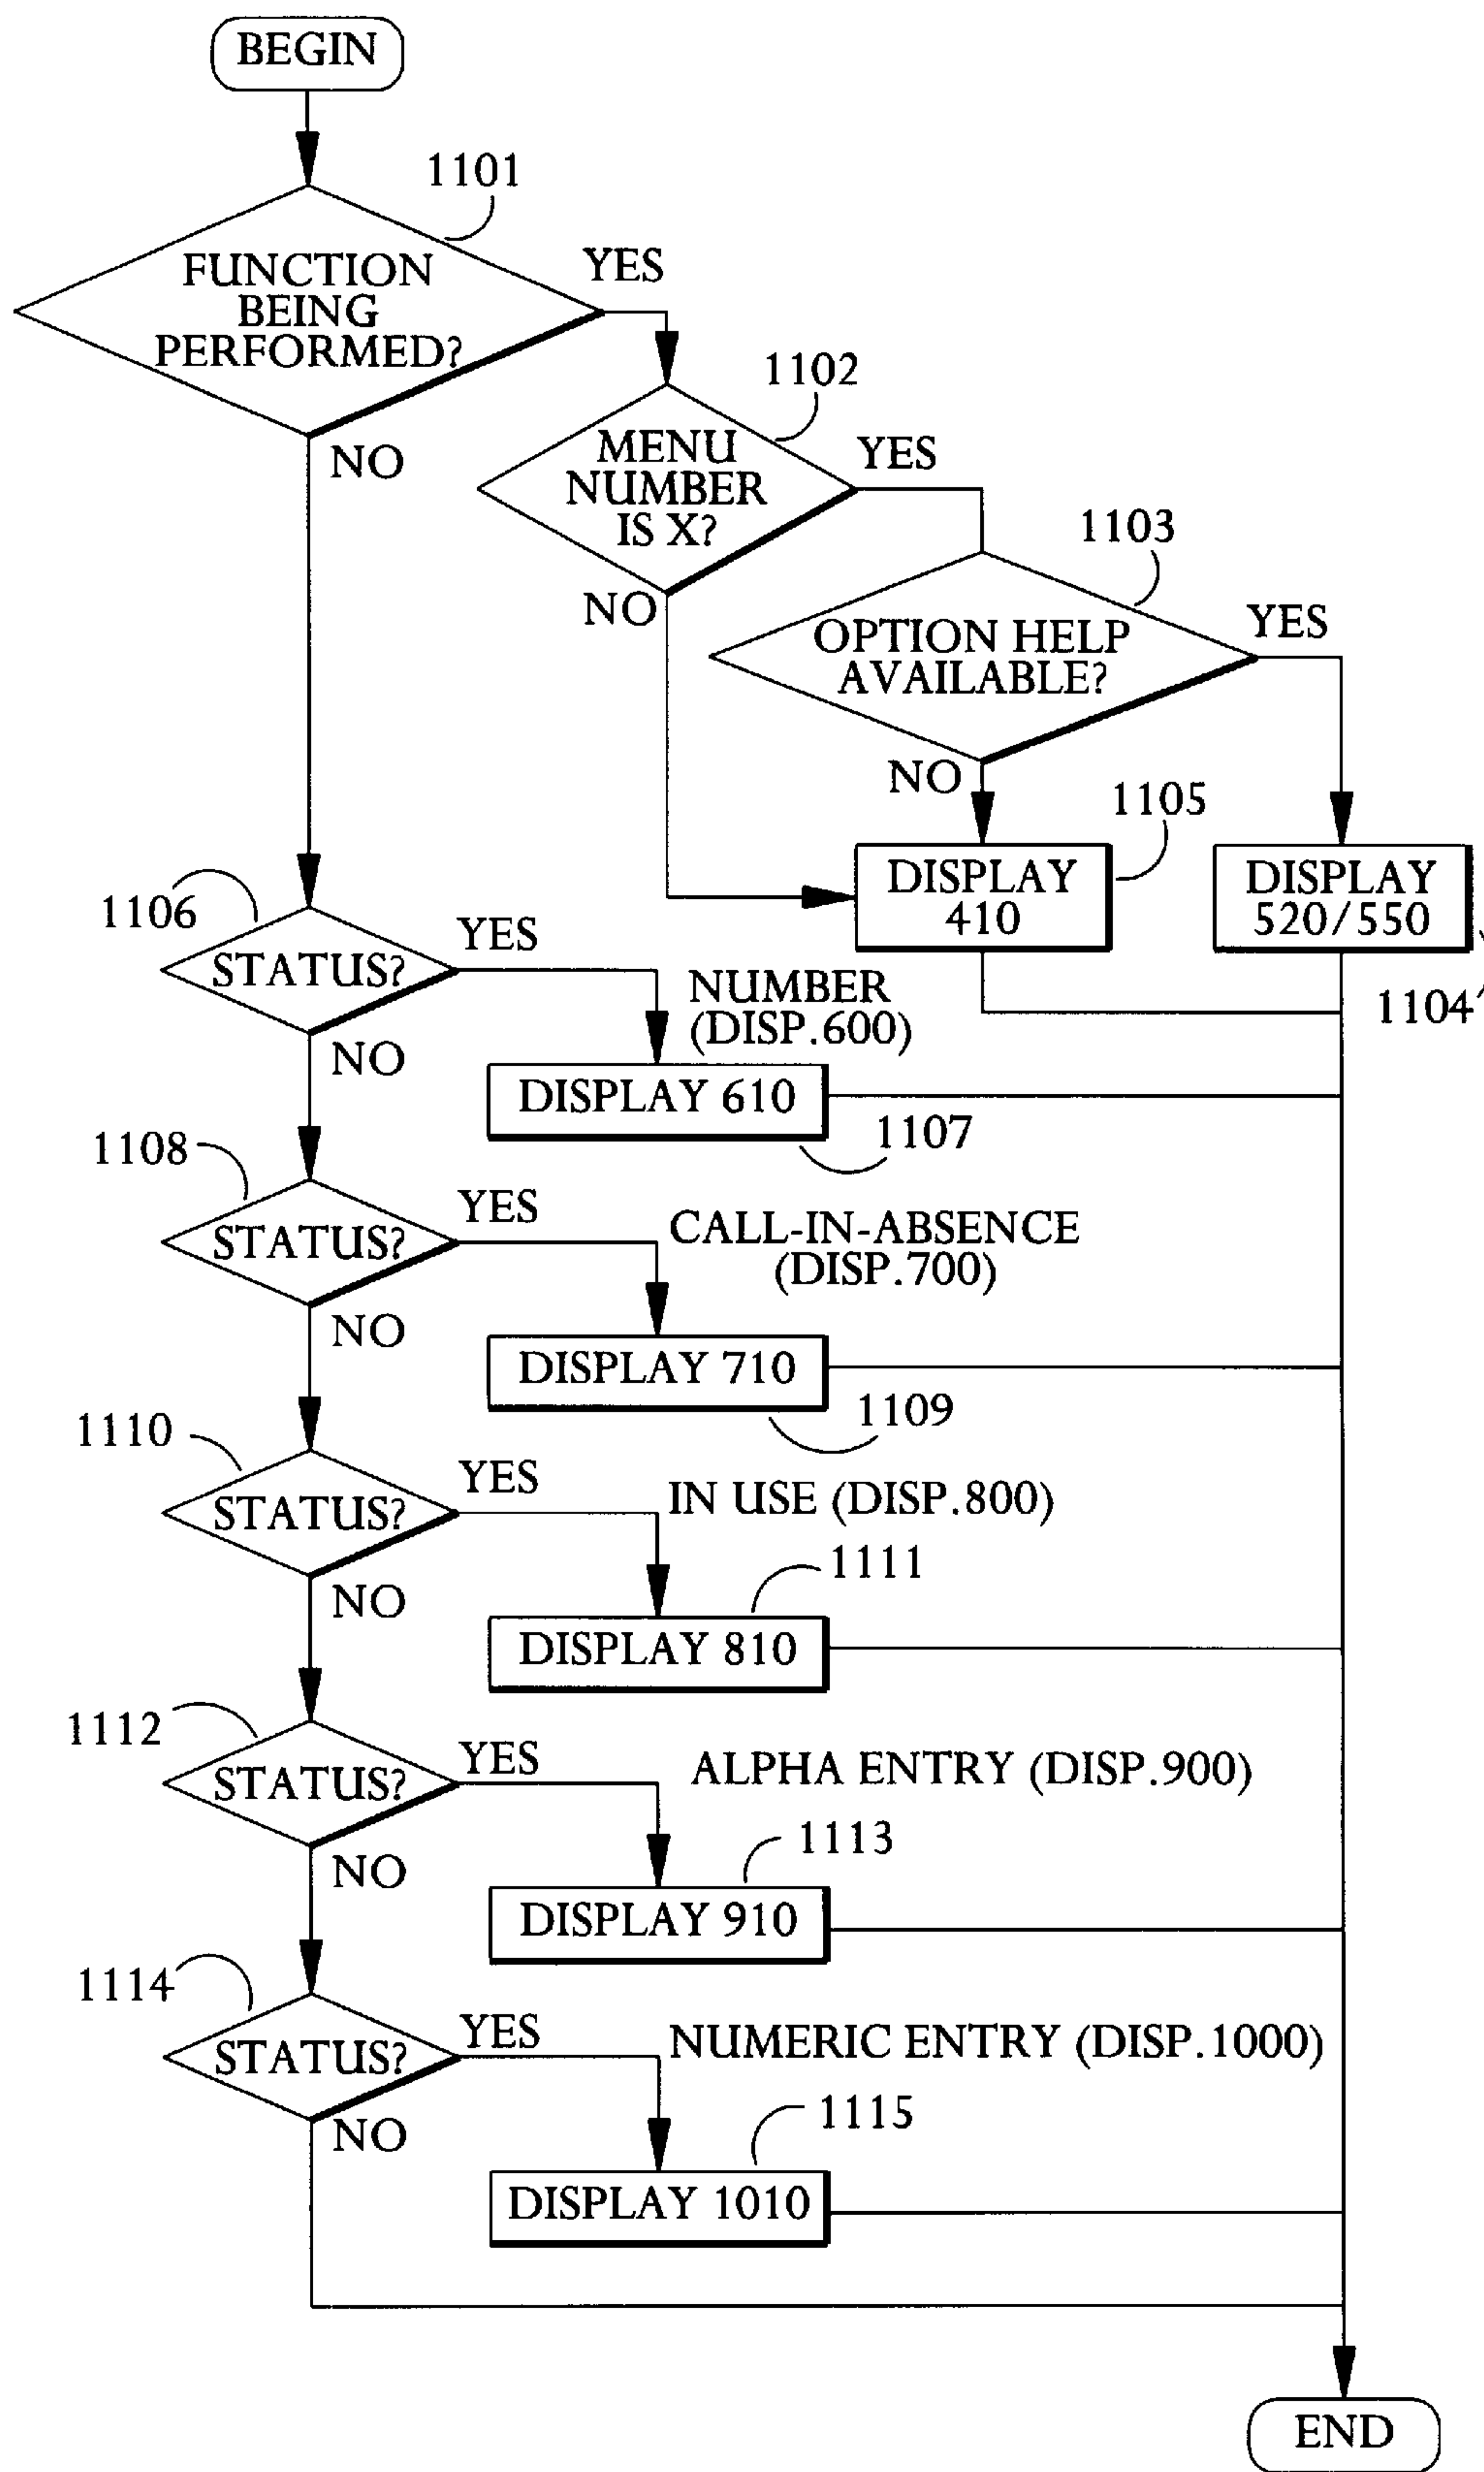 BEGIN
1101
FUNCTION
BEING
PERFORMED?
YES
NO
1102
MENU
NUMBER
IS X?
YES
NO
1103
OPTION HELP
AVAILABLE?
YES
NO
1105
DISPLAY
410
DISPLAY
520/550
1104
1106
STATUS?
YES
NO
NUMBER
(DISP.600)
DISPLAY 610
1107
1108
STATUS?
YES
NO
CALL-IN-ABSENCE
(DISP.700)
DISPLAY 710
1109
1110
STATUS?
YES
NO
IN USE (DISP.800)
1111
DISPLAY 810
1112
STATUS?
YES
NO
ALPHA ENTRY (DISP.900)
1113
DISPLAY 910
1114
STATUS?
YES
NO
NUMERIC ENTRY (DISP.1000)
1115
DISPLAY 1010
END